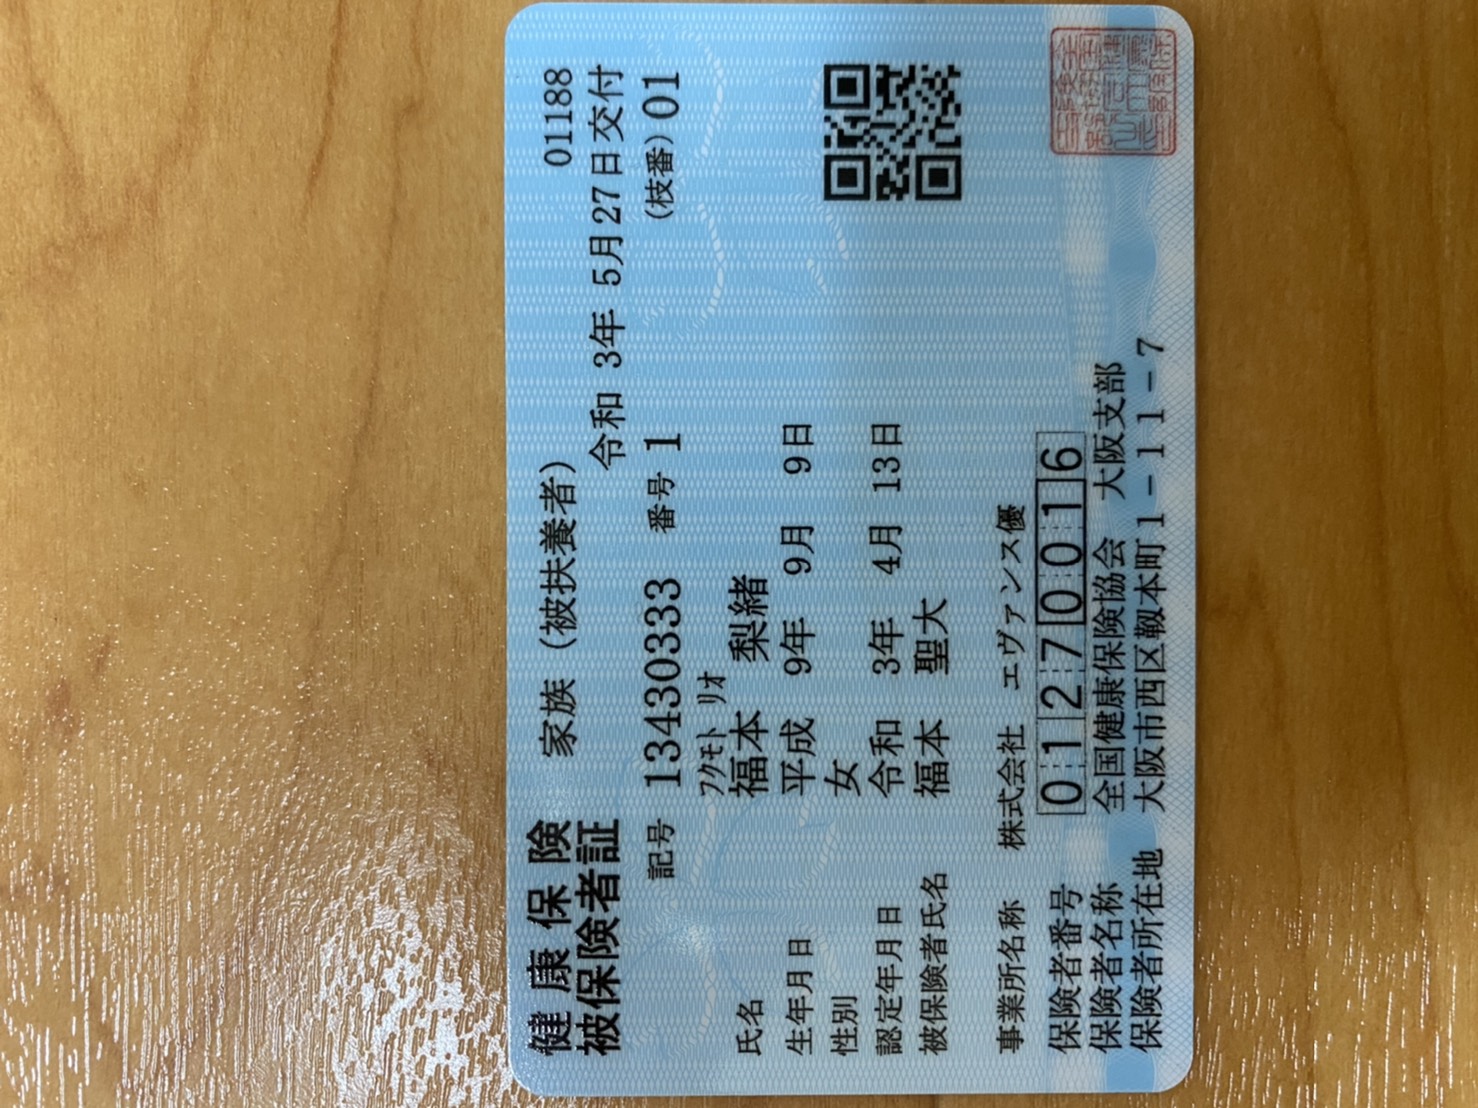 健康保険
被保険者証
家族（被扶養者） 01188
令和 3年 5月27日交付
記号 13430333 番号 1 (枝番) 01
ﾌｸﾓﾄ ﾘｵ
氏名 福本 梨緒
生年月日 平成 9年 9月 9日
性別 女
認定年月日 令和 3年 4月 13日
被保険者氏名 福本 聖大
事業所名称 株式会社 エヴァンス優
保険者番号 01270016
保険者名称 全国健康保険協会 大阪支部
保険者所在地 大阪市西区靱本町1-11-7